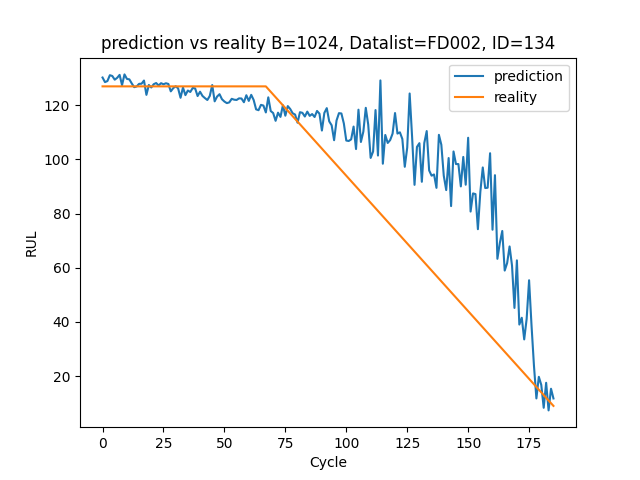 prediction vs reality B=1024, Datalist=FD002, ID=134
prediction
reality
RUL
120
100
80
60
40
20
0 25 50 75 100 125 150 175
Cycle